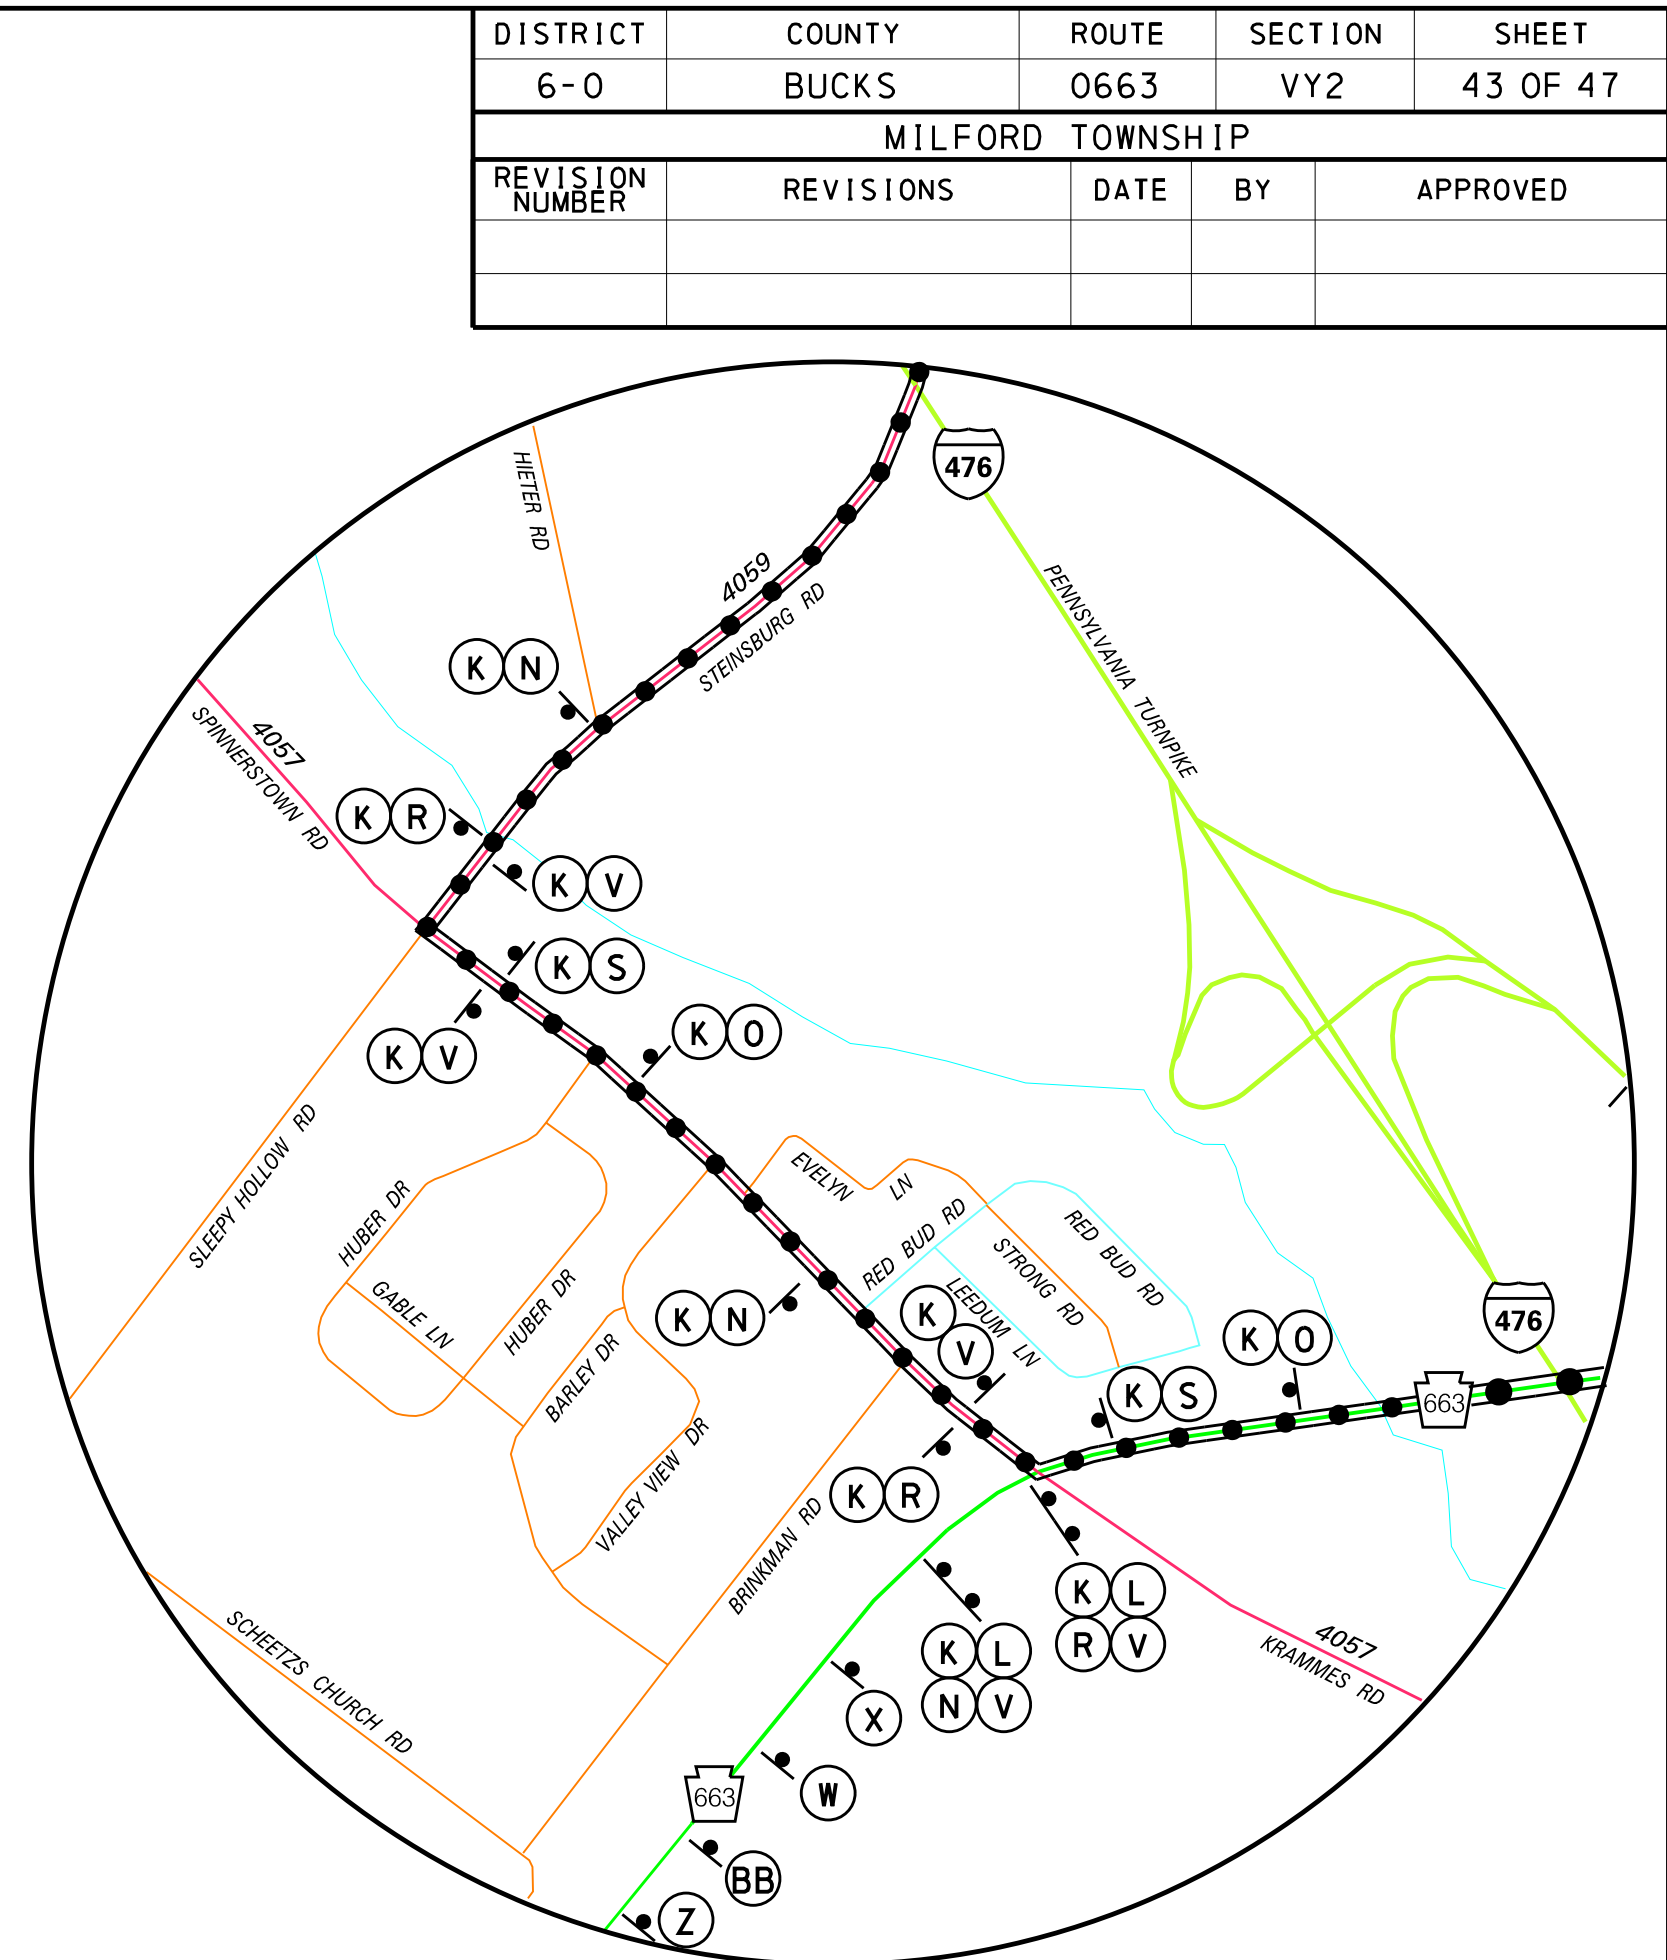 DISTRICT COUNTY ROUTE SECTION SHEET
6-0 BUCKS 0663 VY2 43 OF 47
MILFORD TOWNSHIP
REVISION NUMBER REVISIONS DATE BY APPROVED
476
HIETER RD
4059
STEINSBURG RD
PENNSYLVANIA TURNPIKE
K N
4057
SPINNERSTOWN RD
K R
K V
K S
K O
K V
SLEEPY HOLLOW RD
HUBER DR
GABLE LN
HUBER DR
EVELYN LN
RED BUD RD
RED BUD RD
STRONG RD
LEEDUM LN
K N
K
V
K O
476
BARLEY DR
K S
663
VALLEY VIEW DR
K R
BRINKMAN RD
K L
R V
K L
N V
4057
KRAMMES RD
SCHEETZS CHURCH RD
X
W
663
BB
Z